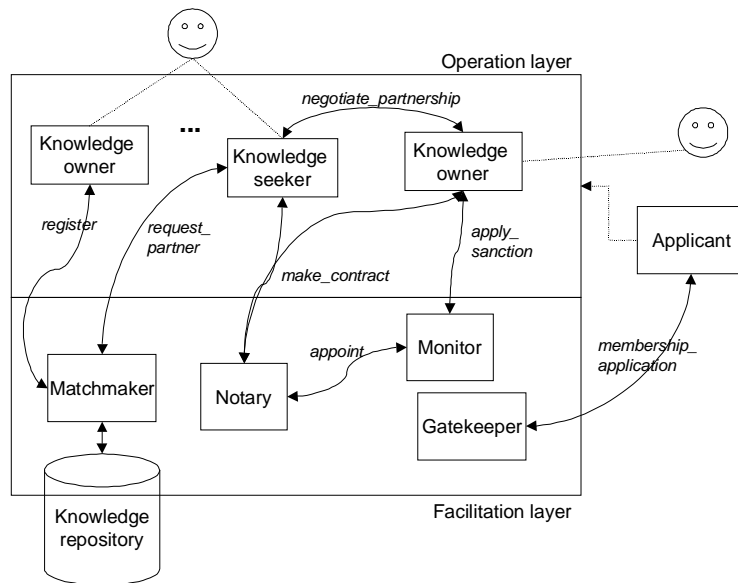 Operation layer
negotiate_partnership
...
Knowledge
owner
Knowledge
seeker
Knowledge
owner
register
request_
partner
apply_
sanction
Applicant
make_contract
appoint
Monitor
membership_
application
Matchmaker
Notary
Gatekeeper
Knowledge
repository
Facilitation layer